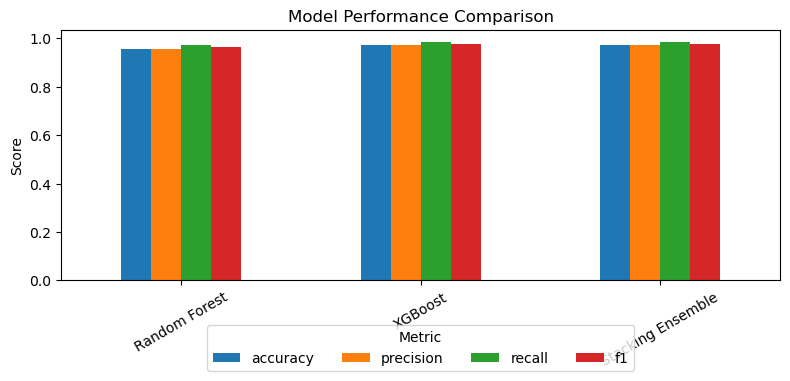 Model Performance Comparison
Score
1.0
0.8
0.6
0.4
0.2
0.0
Random Forest
XGBoost
Stacking Ensemble
Metric
accuracy
precision
recall
f1